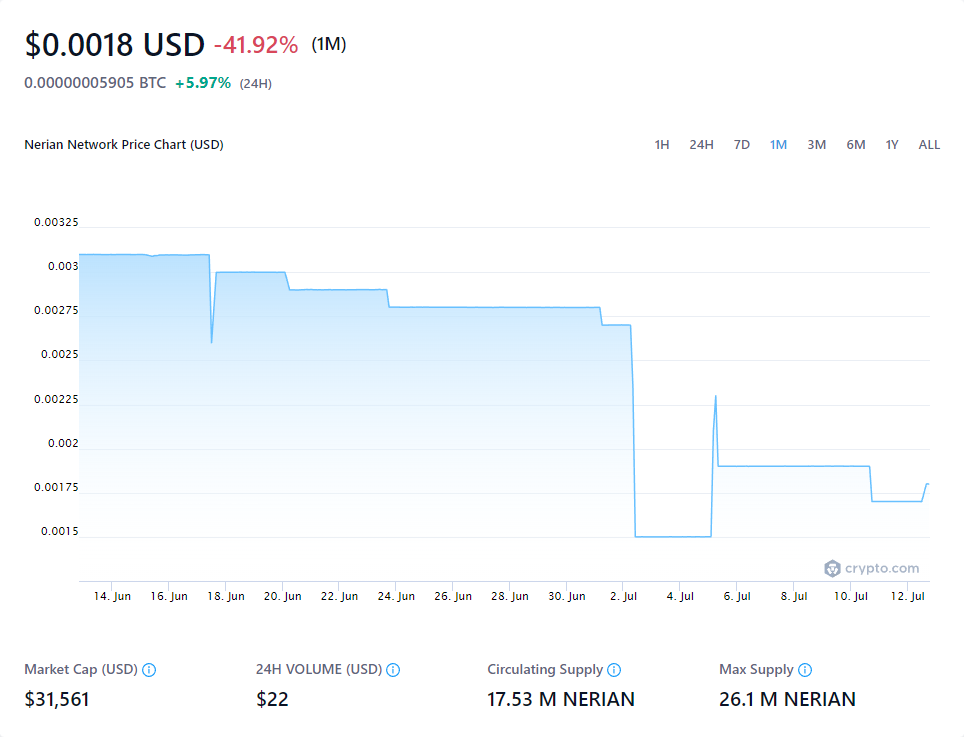 $0.0018 USD -41.92% (1M)
0.00000005905 BTC +5.97% (24H)
Nerian Network Price Chart (USD)
1H 24H 7D 1M 3M 6M 1Y ALL
0.00325
0.003
0.00275
0.0025
0.00225
0.002
0.00175
0.0015
crypto.com
14. Jun 16. Jun 18. Jun 20. Jun 22. Jun 24. Jun 26. Jun 28. Jun 30. Jun 2. Jul 4. Jul 6. Jul 8. Jul 10. Jul 12. Jul
Market Cap (USD) 24H VOLUME (USD) Circulating Supply Max Supply
$31,561 $22 17.53 M NERIAN 26.1 M NERIAN